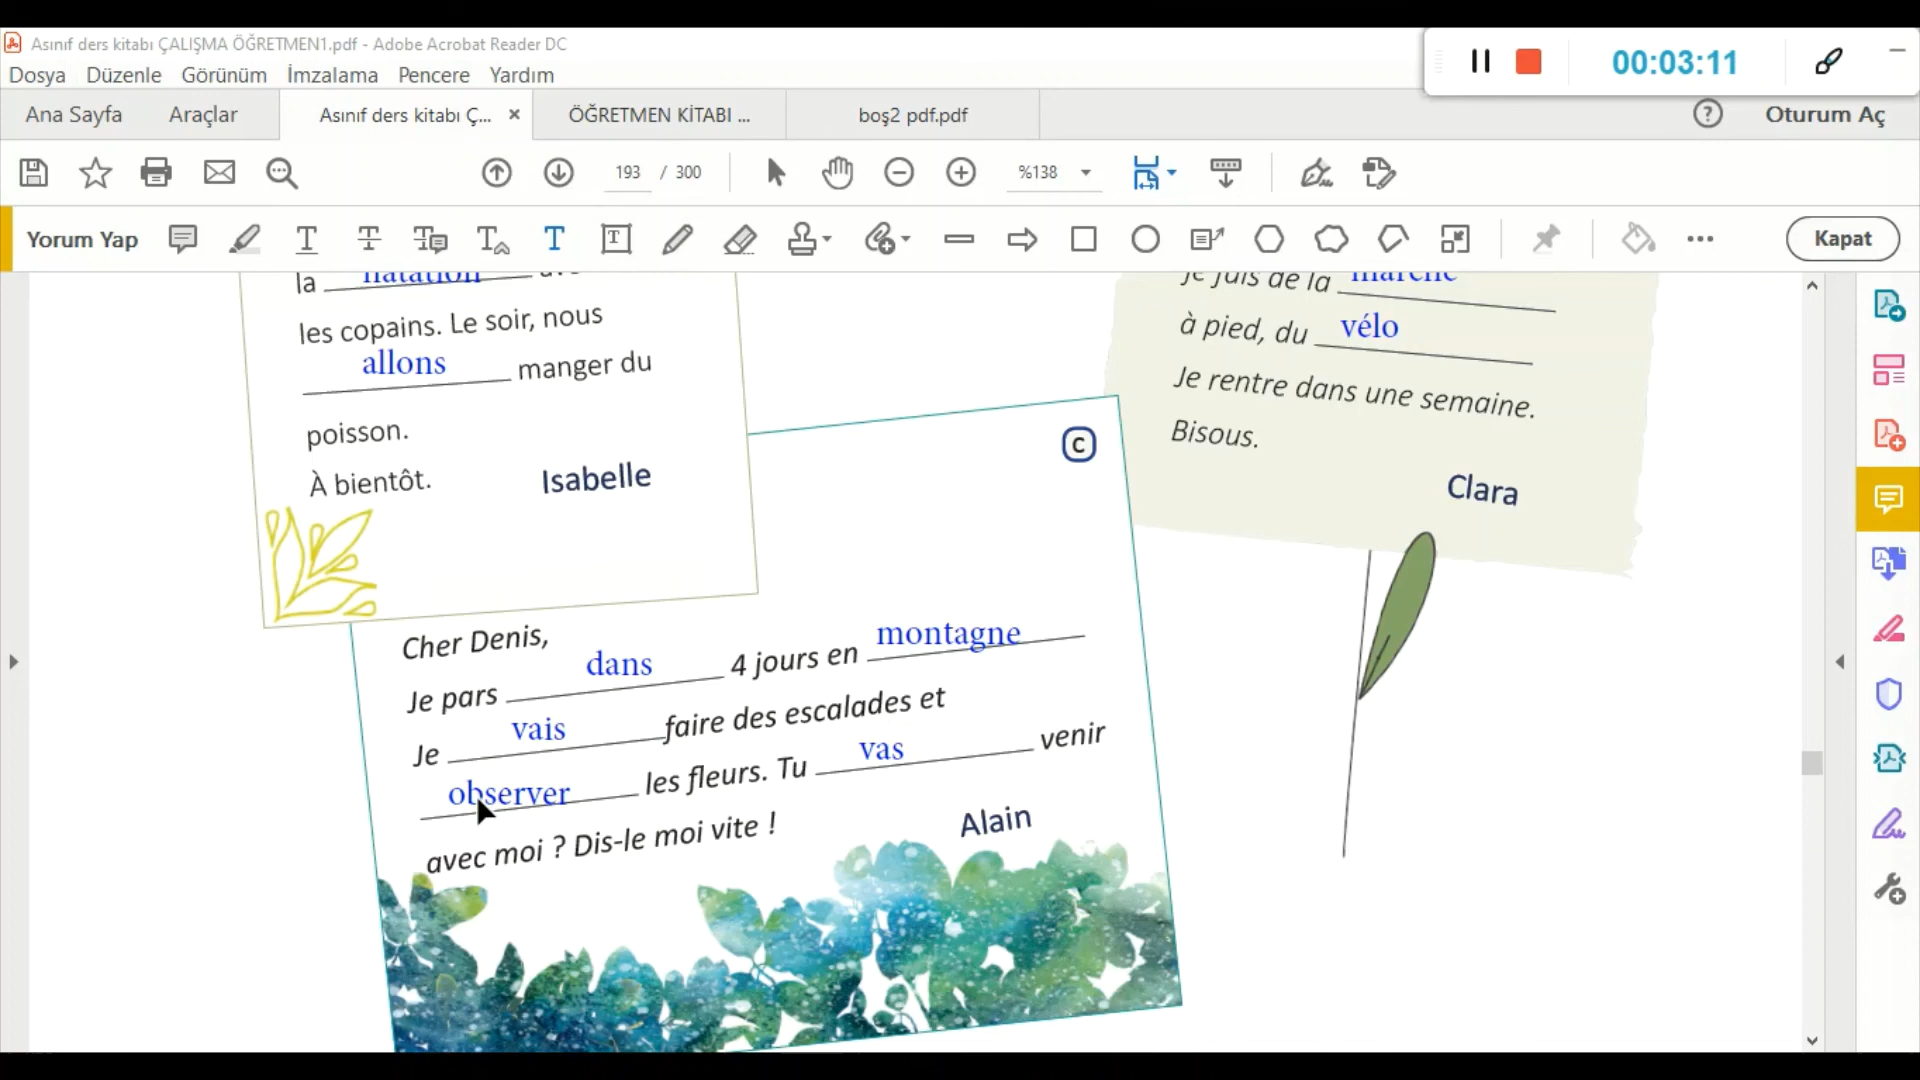 Asınıf ders kitabı ÇALIŞMA ÖĞRETMEN1.pdf - Adobe Acrobat Reader DC
00:03:11
Dosya Düzenle Görünüm İmzalama Pencere Yardım
Ana Sayfa Araçlar Asınıf ders kitabı Ç... ÖĞRETMEN KİTABI ... boş2 pdf.pdf Oturum Aç
193 / 300 %138
Yorum Yap Kapat
la natation
les copains. Le soir, nous
allons manger du
poisson.
À bientôt. Isabelle
marche
à pied, du vélo
Je rentre dans une semaine.
Bisous.
Clara
C
Cher Denis,
Je pars dans 4 jours en montagne
Je vais faire des escalades et
observer les fleurs. Tu vas venir
avec moi ? Dis-le moi vite !
Alain